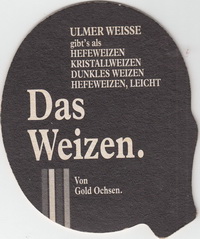 ULMER WEISSE
gibt's als
HEFEWEIZEN
KRISTALLWEIZEN
DUNKLES WEIZEN
HEFEWEIZEN, LEICHT
Das
Weizen.
Von
Gold Ochsen.